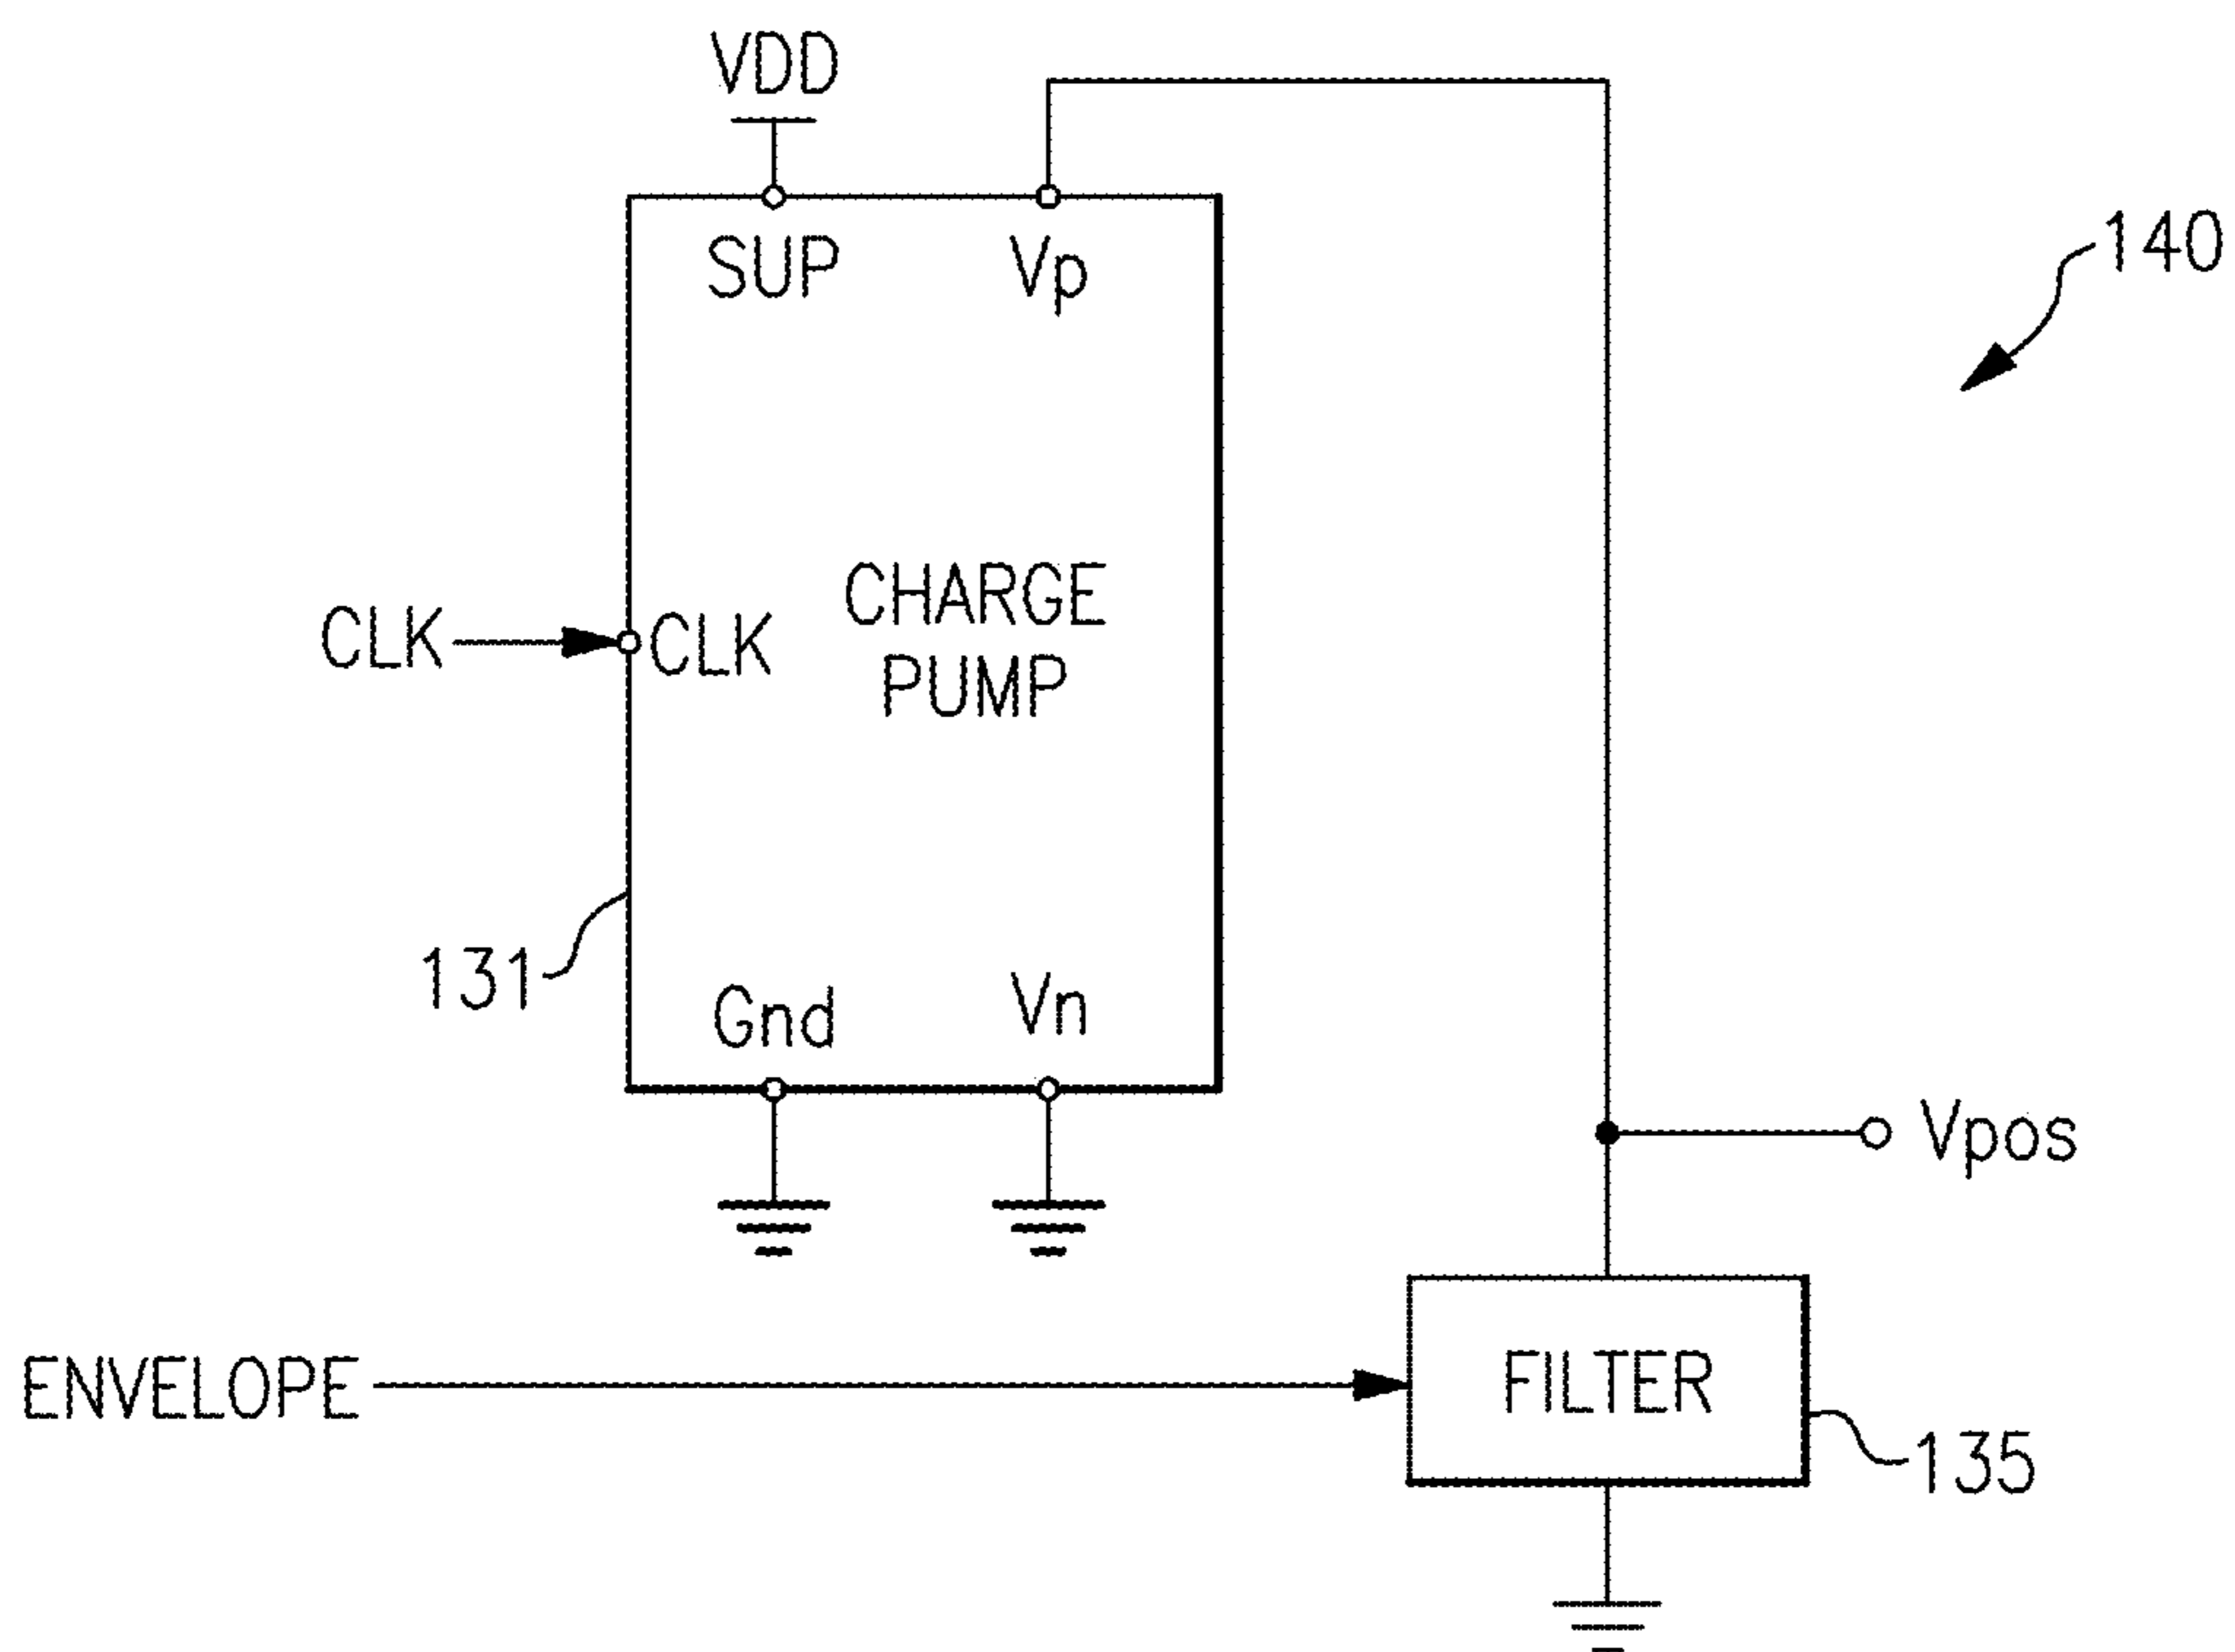 VDD
SUP
Vp
140
CLK
CLK
CHARGE
PUMP
131
Gnd
Vn
Vpos
ENVELOPE
FILTER
135